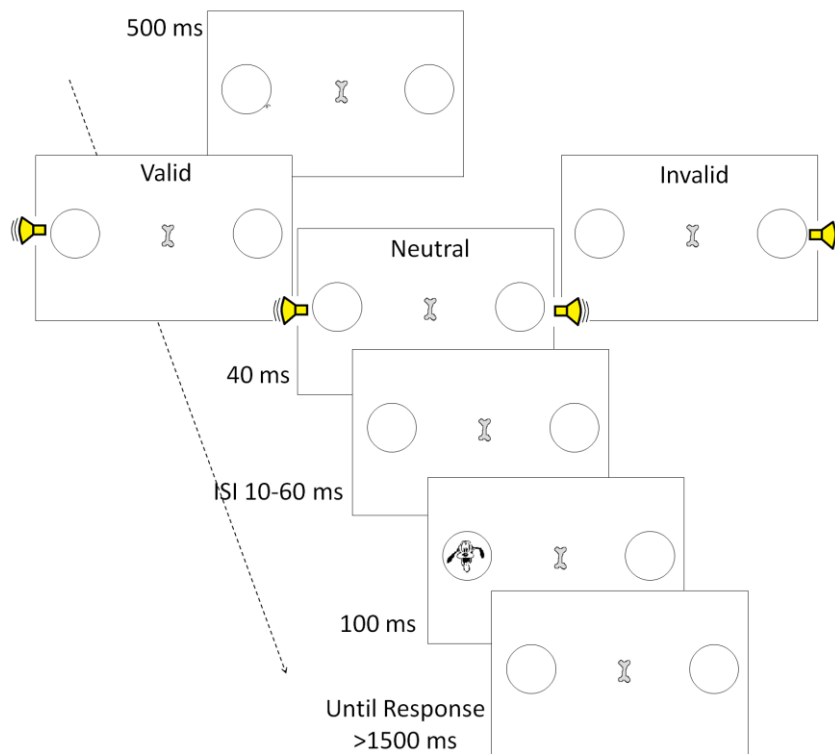 500 ms
Valid
Invalid
Neutral
40 ms
ISI 10-60 ms
100 ms
Until Response
>1500 ms